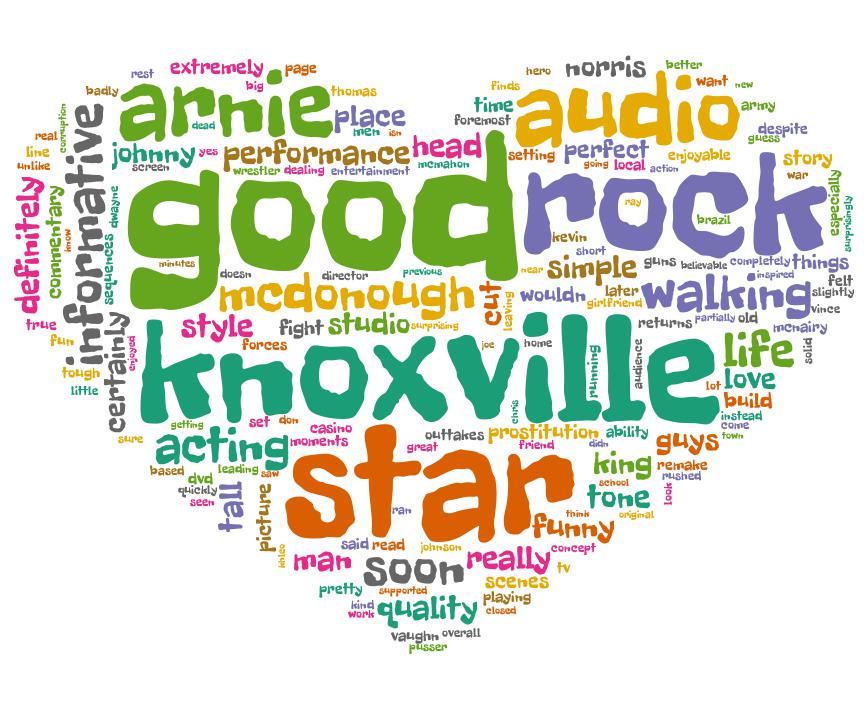 rest
extremely
page
hero
norris
better
badly
big
thomas
finds
want
new
arnie
place
time
audio
army
corruption
informative
dead
men
isn
foremost
despite
real
guess
line
johnny
yes
performance
head
setting
perfect
enjoyable
story
unlike
screen
mcmahon
going
local
action
wrestler
dealing
entertainment
war
definitely
commentary
dwayne
good
rock
ray
especially
surprisingly
brazil
know
sequences
kevin
short
minutes
doesn
director
previous
near
simple
guns
believable
completely
things
inspired
felt
mcdonough
cut
leaving
wouldn
later
girlfriend
walking
slightly
vince
true
certainly
style
fight
studio
surprising
returns
partially
old
mcnairy
fun
enjoyed
forces
joe
home
audience
life
solid
tough
knoxville
running
little
lot
love
chris
build
instead
getting
set
don
casino
come
town
sure
acting
moments
outtakes
prostitution
ability
guys
great
friend
didn
based
leading
saw
king
remake
dvd
school
rushed
quickly
seen
tall
picture
star
ran
tone
look
think
original
funny
said
read
johnson
really
concept
man
soon
tv
scenes
pretty
supported
kind
work
quality
playing
closed
vaughn
overall
pusser